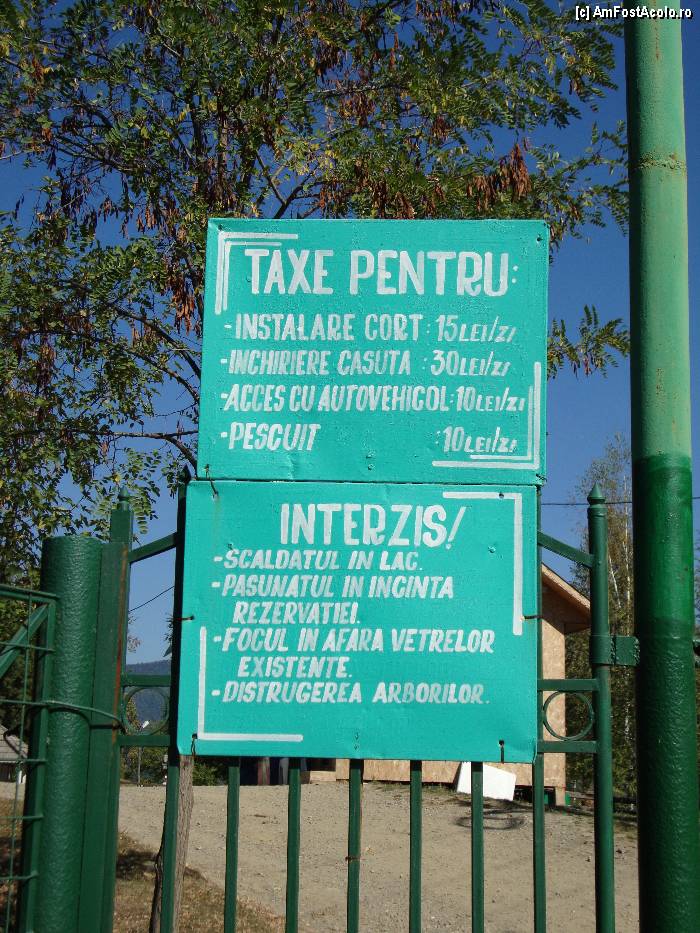 [c] AmFostAcolo.ro
TAXE PENTRU:
-INSTALARE CORT: 15LEI/ZI
-INCHIRIERE CASUTA : 30LEI/ZI
-ACCES CU AUTOVEHICOL:10LEI/ZI
-PESCUIT :10LEI/ZI
INTERZIS!
-SCALDATUL IN LAC.
-PASUNATUL IN INCINTA
REZERVATIEI.
-FOCUL IN AFARA VETRELOR
EXISTENTE.
-DISTRUGEREA ARBORILOR.